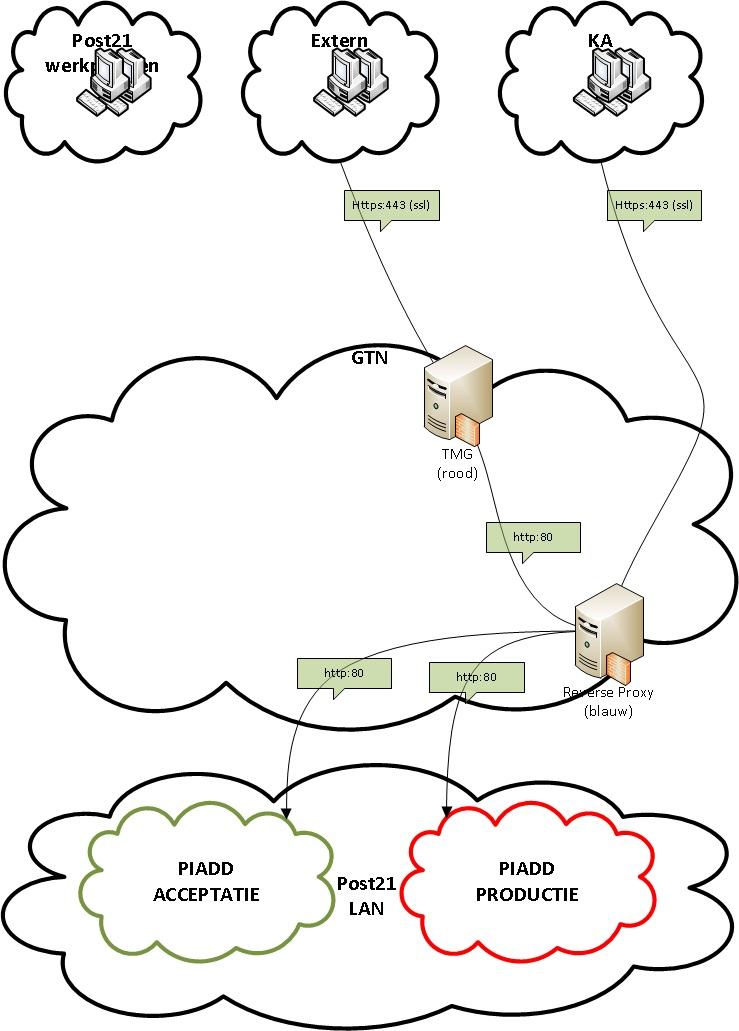 Post21
Extern
KA
Https:443 (ssl)
Https:443 (ssl)
GTN
TMG
(rood)
http:80
http:80
http:80
Reverse Proxy
(blauw)
PIADD
ACCEPTATIE
Post21
LAN
PIADD
PRODUCTIE